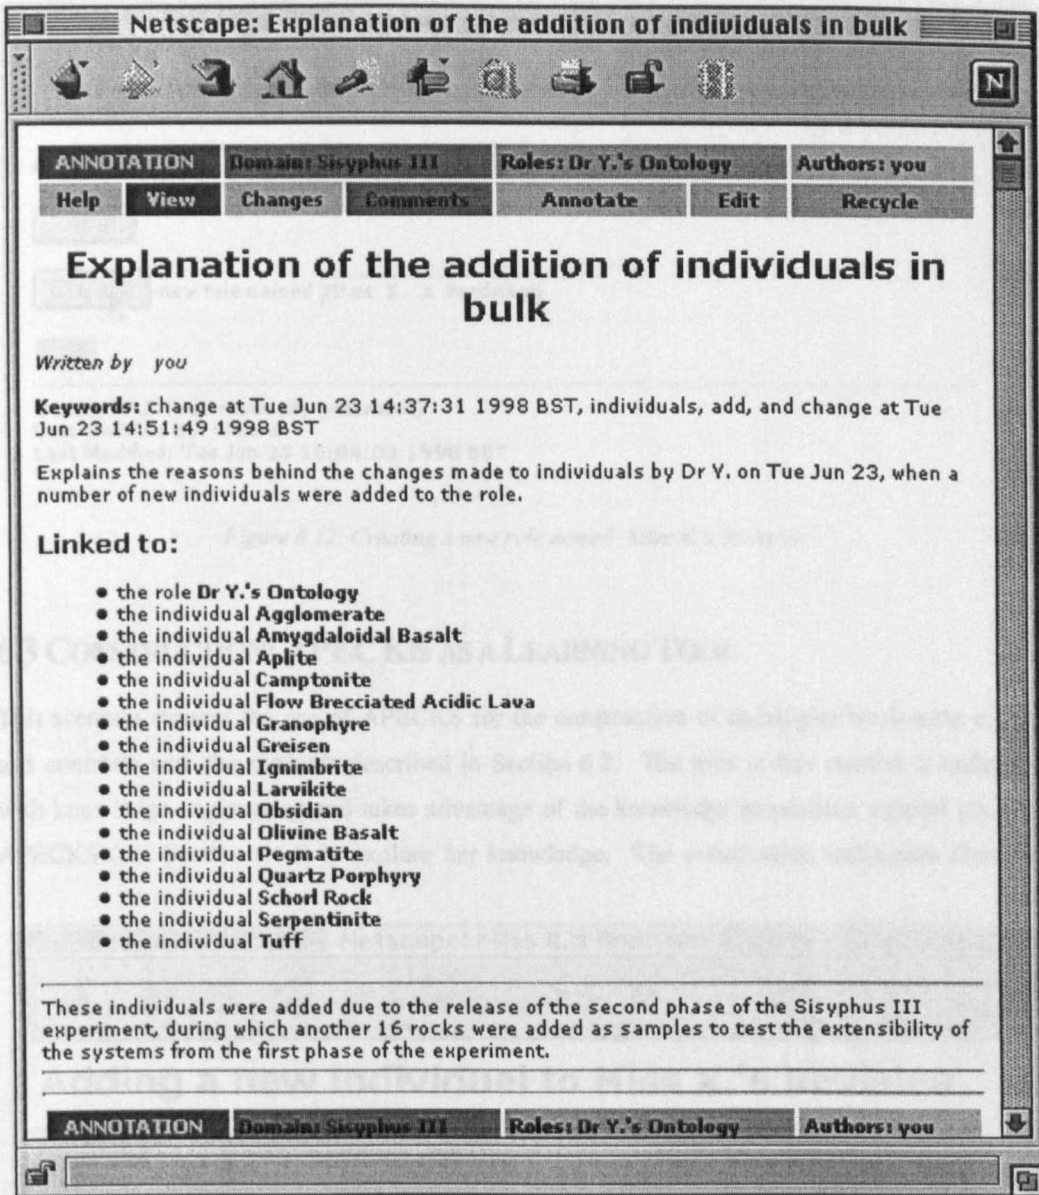 Netscape: Explanation of the addition of individuals in bulk
N
ANNOTATION Domain: Sisyphus III Roles: Dr Y.'s Ontology Authors: you
Help View Changes Comments Annotate Edit Recycle
Explanation of the addition of individuals in
bulk
Written by you
Keywords: change at Tue Jun 23 14:37:31 1998 BST, individuals, add, and change at Tue
Jun 23 14:51:49 1998 BST
Explains the reasons behind the changes made to individuals by Dr Y. on Tue Jun 23, when a
number of new individuals were added to the role.
Linked to:
• the role Dr Y.'s Ontology
• the individual Agglomerate
• the individual Amygdaloidal Basalt
• the individual Aplite
• the individual Camptonite
• the individual Flow Brecciated Acidic Lava
• the individual Granophyre
• the individual Greisen
• the individual Ignimbrite
• the individual Larvikite
• the individual Obsidian
• the individual Olivine Basalt
• the individual Pegmatite
• the individual Quartz Porphyry
• the individual Schorl Rock
• the individual Serpentinite
• the individual Tuff
These individuals were added due to the release of the second phase of the Sisyphus III
experiment, during which another 16 rocks were added as samples to test the extensibility of
the systems from the first phase of the experiment.
ANNOTATION Domain: Sisyphus III Roles: Dr Y.'s Ontology Authors: you